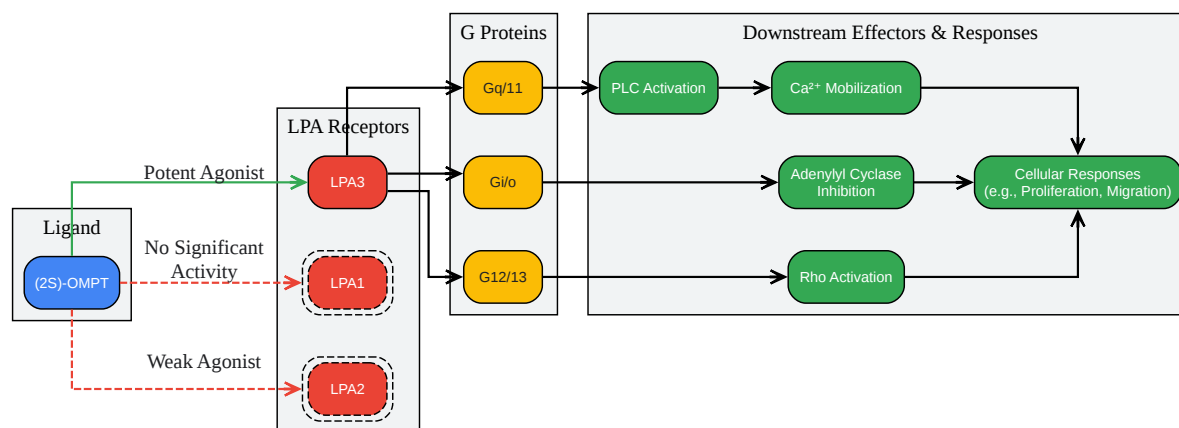 G Proteins
Downstream Effectors & Responses
Gq/11
PLC Activation
Ca²⁺ Mobilization
LPA Receptors
Potent Agonist
LPA3
Gi/o
Adenylyl Cyclase
Inhibition
Cellular Responses
(e.g., Proliferation, Migration)
Ligand
(2S)-OMPT
No Significant
Activity
LPA1
G12/13
Rho Activation
Weak Agonist
LPA2